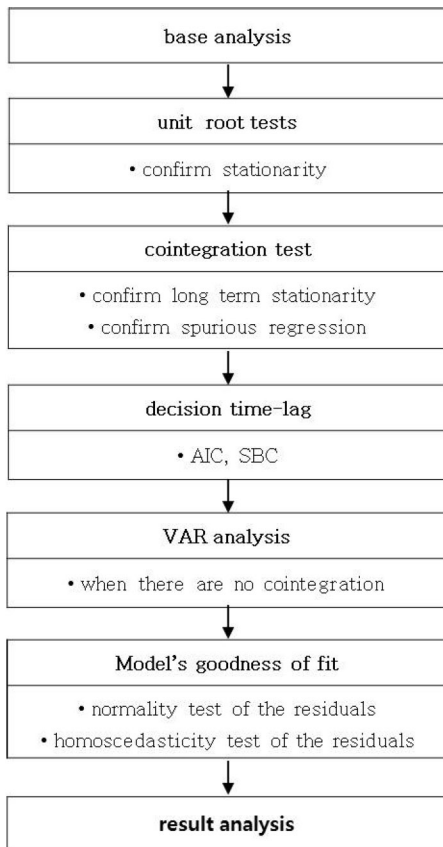 base analysis
unit root tests
• confirm stationarity
cointegration test
• confirm long term stationarity
• confirm spurious regression
decision time-lag
• AIC, SBC
VAR analysis
• when there are no cointegration
Model's goodness of fit
• normality test of the residuals
• homoscedasticity test of the residuals
result analysis